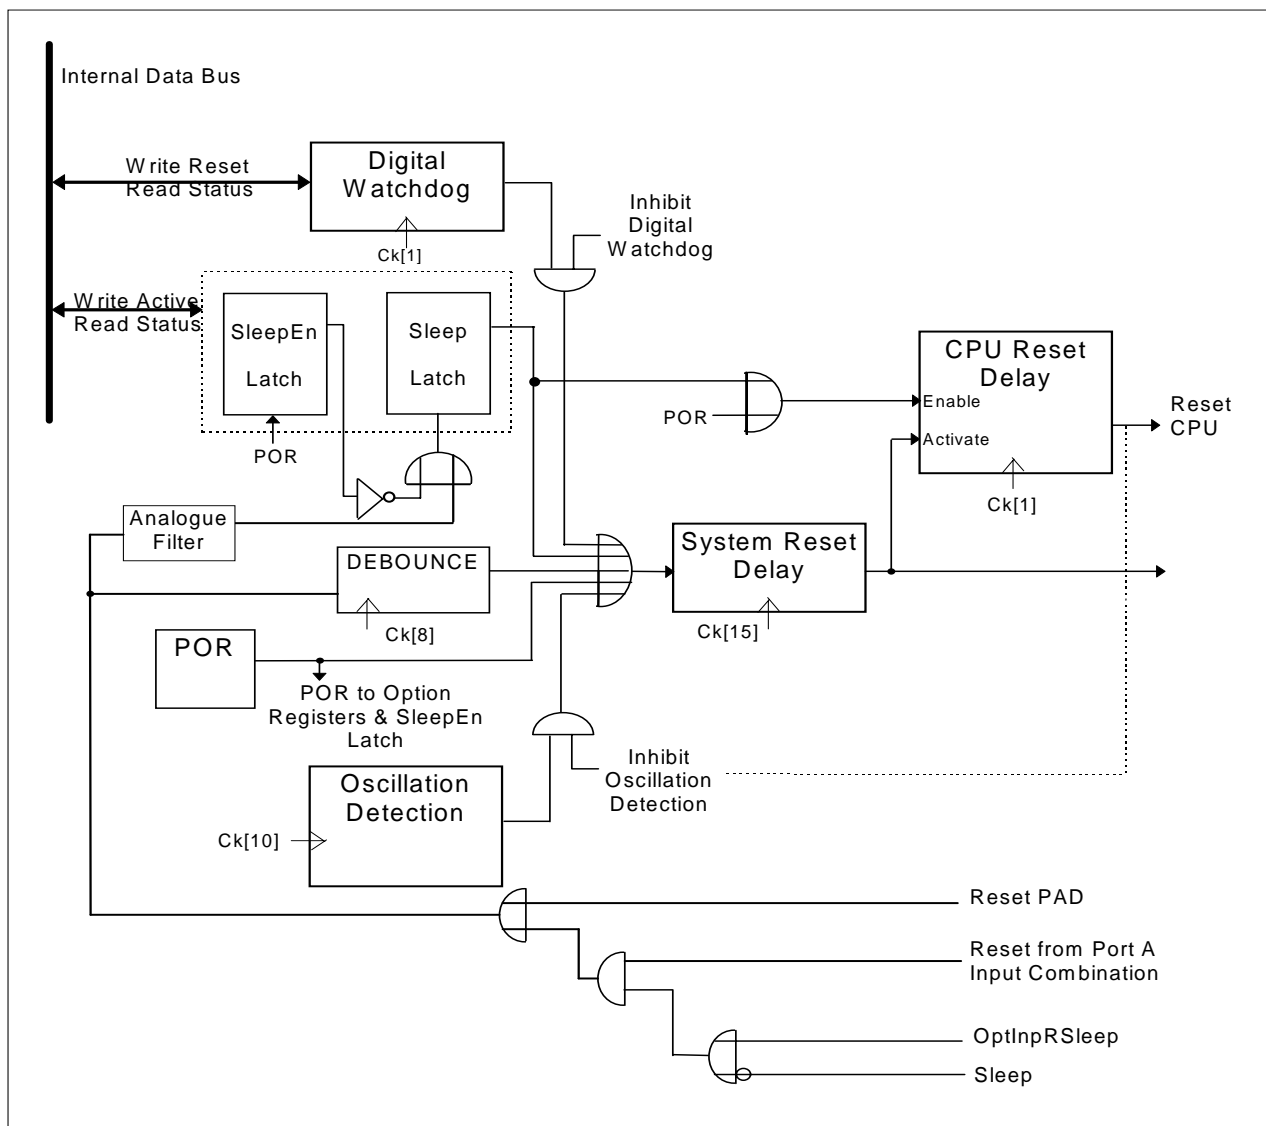 Internal Data Bus
Write Reset
Read Status
Digital
Watchdog
Ck[1]
Inhibit
Digital
Watchdog
Write Active
Read Status
SleepEn
Latch
Sleep
Latch
POR
CPU Reset
Delay
Enable
Activate
Ck[1]
POR
Reset
CPU
Analogue
Filter
DEBOUNCE
Ck[8]
System Reset
Delay
Ck[15]
POR
POR to Option
Registers & SleepEn
Latch
Inhibit
Oscillation
Detection
Oscillation
Detection
Ck[10]
Reset PAD
Reset from Port A
Input Combination
OptInpRSleep
Sleep